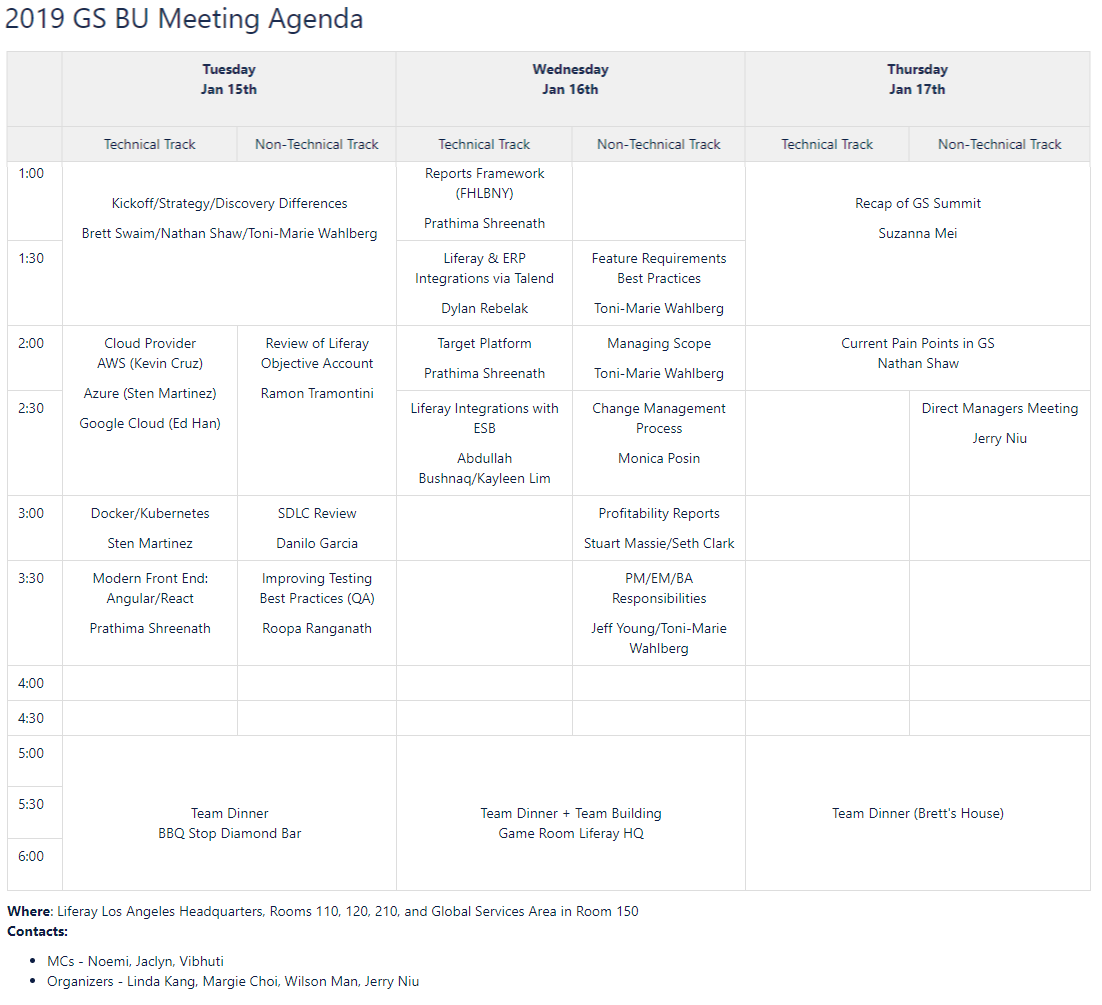 2019 GS BU Meeting Agenda
Tuesday
Jan 15th
Wednesday
Jan 16th
Thursday
Jan 17th
Technical Track
Non-Technical Track
Technical Track
Non-Technical Track
Technical Track
Non-Technical Track
1:00
Kickoff/Strategy/Discovery Differences
Brett Swaim/Nathan Shaw/Toni-Marie Wahlberg
Reports Framework
(FHLBNY)
Prathima Shreenath
Recap of GS Summit
Suzanna Mei
1:30
Liferay & ERP
Integrations via Talend
Dylan Rebelak
Feature Requirements
Best Practices
Toni-Marie Wahlberg
2:00
Cloud Provider
AWS (Kevin Cruz)
Azure (Sten Martinez)
Google Cloud (Ed Han)
Review of Liferay
Objective Account
Ramon Tramontini
Target Platform
Prathima Shreenath
Managing Scope
Toni-Marie Wahlberg
Current Pain Points in GS
Nathan Shaw
2:30
Liferay Integrations with
ESB
Abdullah
Bushnaq/Kayleen Lim
Change Management
Process
Monica Posin
Direct Managers Meeting
Jerry Niu
3:00
Docker/Kubernetes
Sten Martinez
SDLC Review
Danilo Garcia
Profitability Reports
Stuart Massie/Seth Clark
3:30
Modern Front End:
Angular/React
Prathima Shreenath
Improving Testing
Best Practices (QA)
Roopa Ranganath
PM/EM/BA
Responsibilities
Jeff Young/Toni-Marie
Wahlberg
4:00
4:30
5:00
5:30
6:00
Team Dinner
BBQ Stop Diamond Bar
Team Dinner + Team Building
Game Room Liferay HQ
Team Dinner (Brett's House)
Where: Liferay Los Angeles Headquarters, Rooms 110, 120, 210, and Global Services Area in Room 150
Contacts:
• MCs - Noemi, Jaclyn, Vibhuti
• Organizers - Linda Kang, Margie Choi, Wilson Man, Jerry Niu